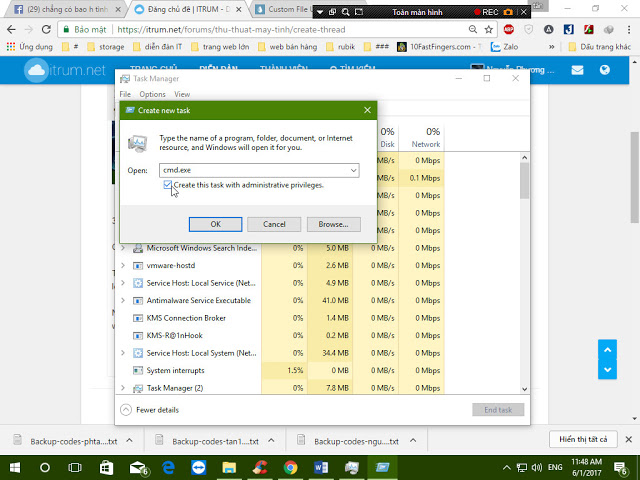 (29) chẳng có bao h tình
Đăng chủ đề | ITRUM - D
Custom File
Toàn màn hình
REC
Bảo mật
https://itrum.net/forums/thu-thuat-may-tinh/create-thread
#
storage
diễn đàn IT
trang web hay
web bán hàng
rubik
10FastFingers.com - T
Zalo
Dấu trang khác
itrum.net
TRANG CHỦ
DIỄN ĐÀN
THÀNH VIÊN
TÌM KIẾM
Nguyễn Phương ...
Task Manager
File Options View
Create new task
Type the name of a program, folder, document, or Internet
resource, and Windows will open it for you.
Open: cmd.exe
Create this task with administrative privileges.
OK Cancel Browse...
0% 0%
Disk Network
MB/s 0 Mbps
MB/s 0.1 Mbps
MB/s 0 Mbps
MB/s 0 Mbps
MB/s 0 Mbps
MB/s 0 Mbps
Microsoft Windows Search Inde... 0% 5.0 MB 0 MB/s 0 Mbps
vmware-hostd 0% 2.6 MB 0 MB/s 0 Mbps
Service Host: Local Service (Net... 0% 4.9 MB 0 MB/s 0 Mbps
Antimalware Service Executable 0% 41.0 MB 0 MB/s 0 Mbps
KMS Connection Broker 0% 1.4 MB 0 MB/s 0 Mbps
KMS-R@1nHook 0% 0.2 MB 0 MB/s 0 Mbps
Service Host: Local System (Net... 0% 34.4 MB 0 MB/s 0 Mbps
System interrupts 1.5% 0 MB 0 MB/s 0 Mbps
Task Manager (2) 0% 7.8 MB 0 MB/s 0 Mbps
Fewer details
End task
Backup-codes-phta....txt
Backup-codes-tan1....txt
Backup-codes-ngu....txt
Hiển thị tất cả
ENG
11:48 AM
6/1/2017